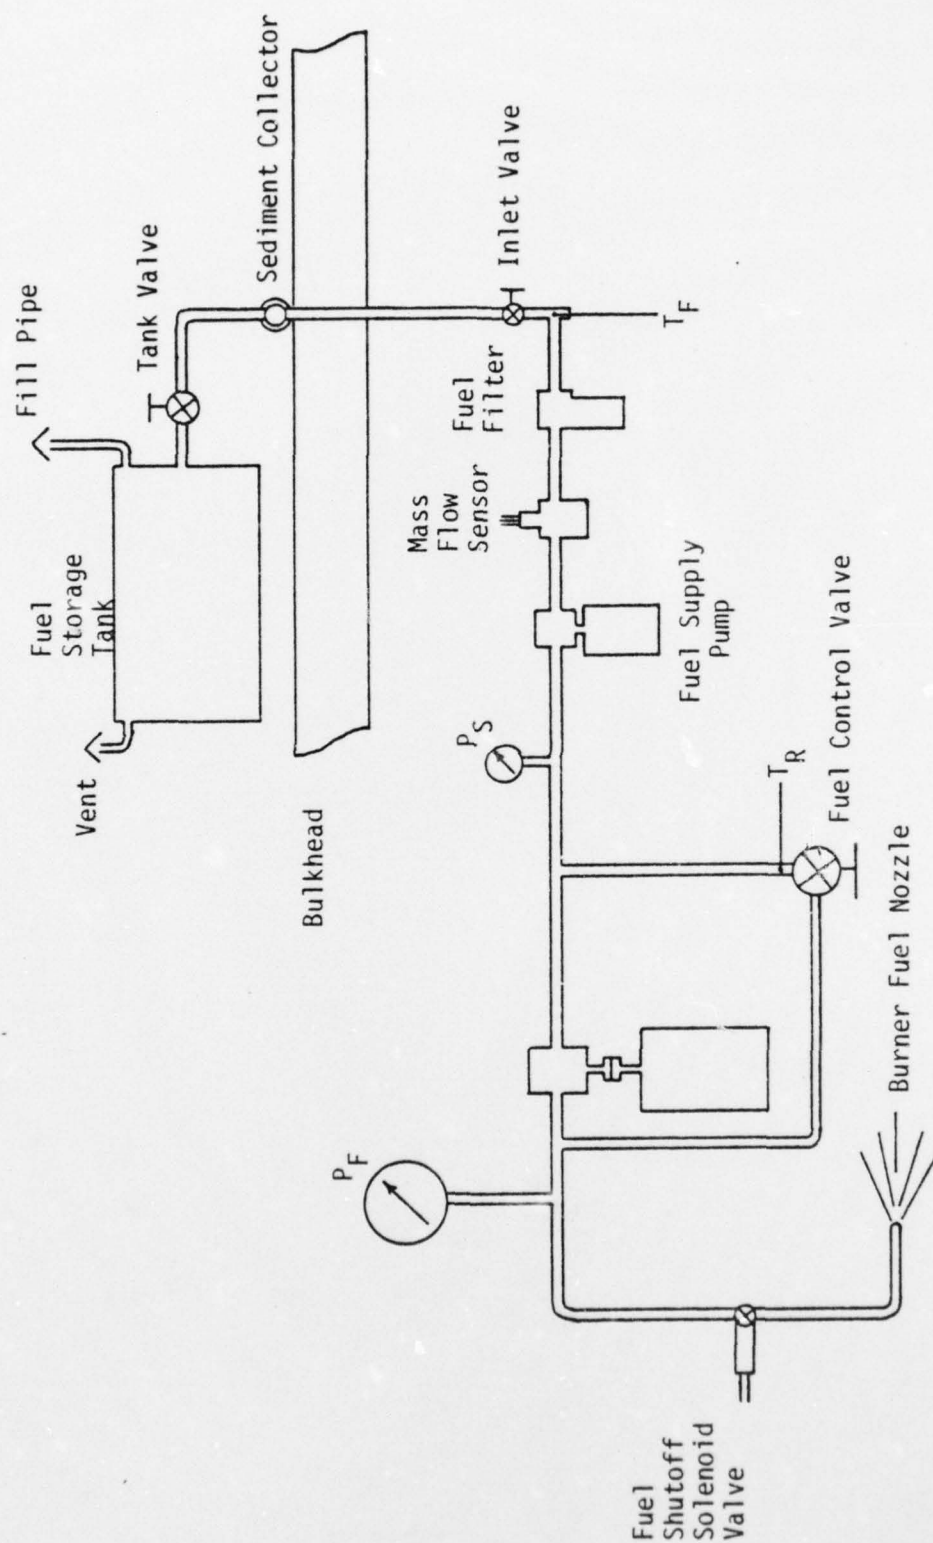 Vent
Fuel
Storage
Tank
Fill Pipe
Tank Valve
Sediment Collector
Bulkhead
Inlet Valve
T_F
Fuel
Filter
Mass
Flow
Sensor
Fuel Supply
Pump
P_S
T_R
Fuel Control Valve
P_F
Burner Fuel Nozzle
Fuel
Shutoff
Solenoid
Valve